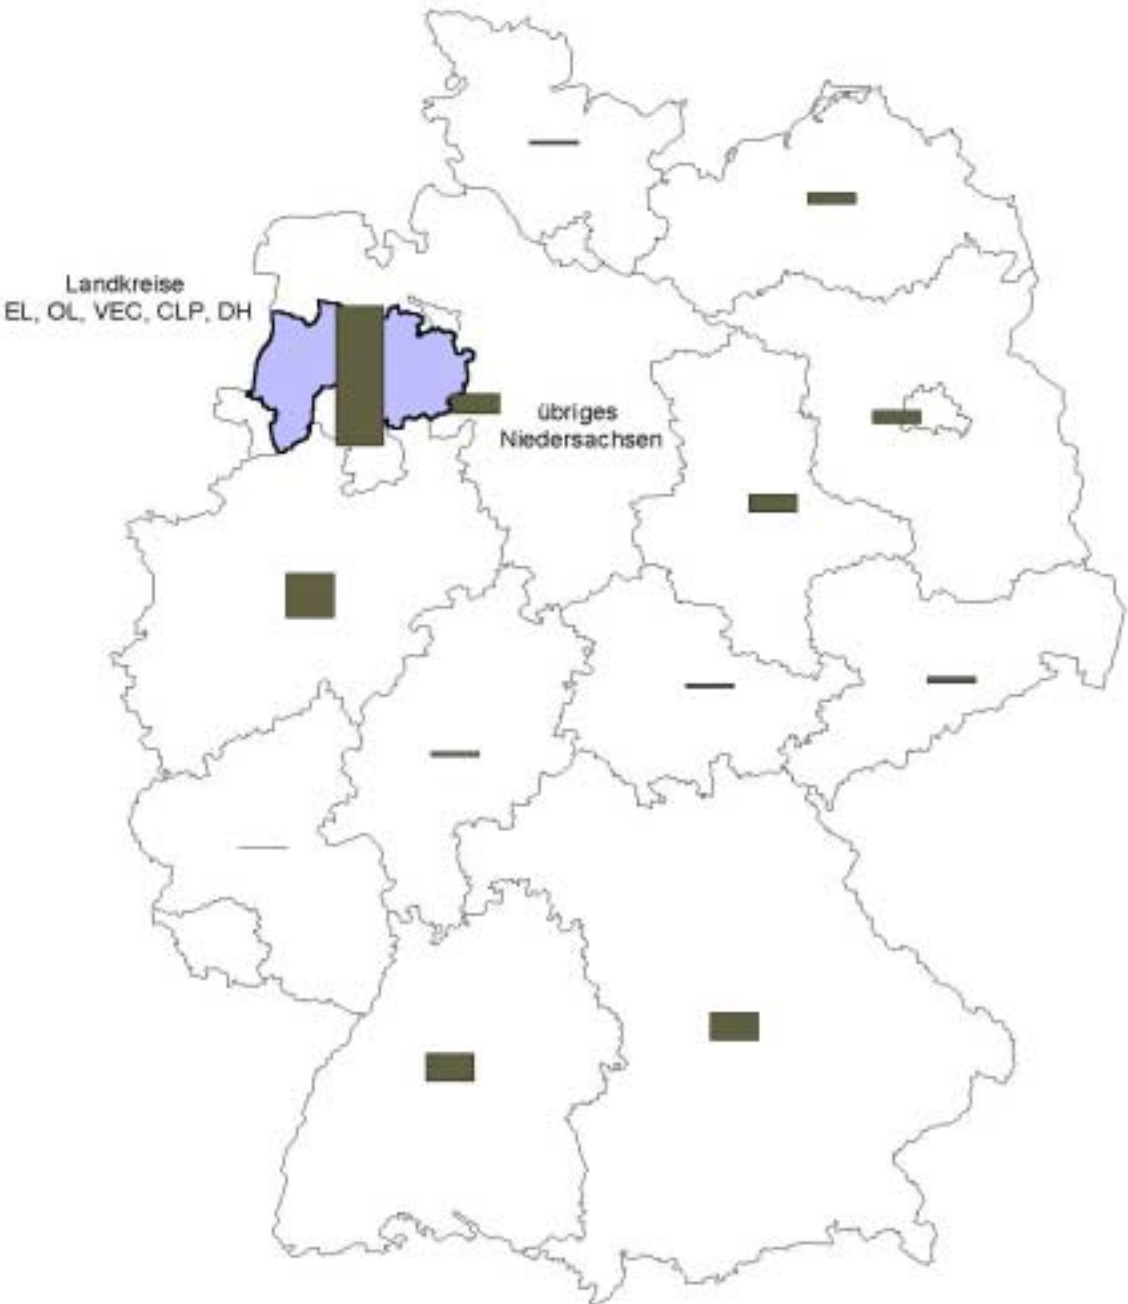 Landkreise
EL, OL, VEC, CLP, DH
übriges
Niedersachsen